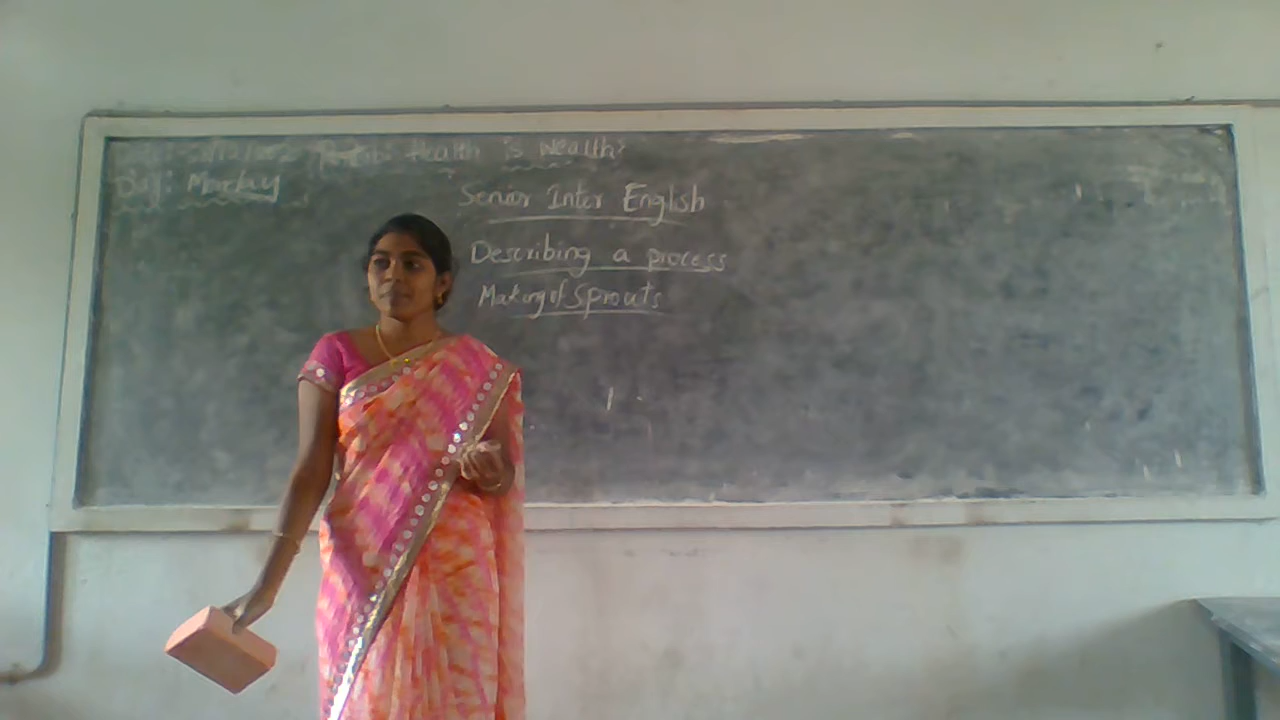 Health is Wealth
Day: Monday
Senior Inter English
Describing a process
Making of Sprouts